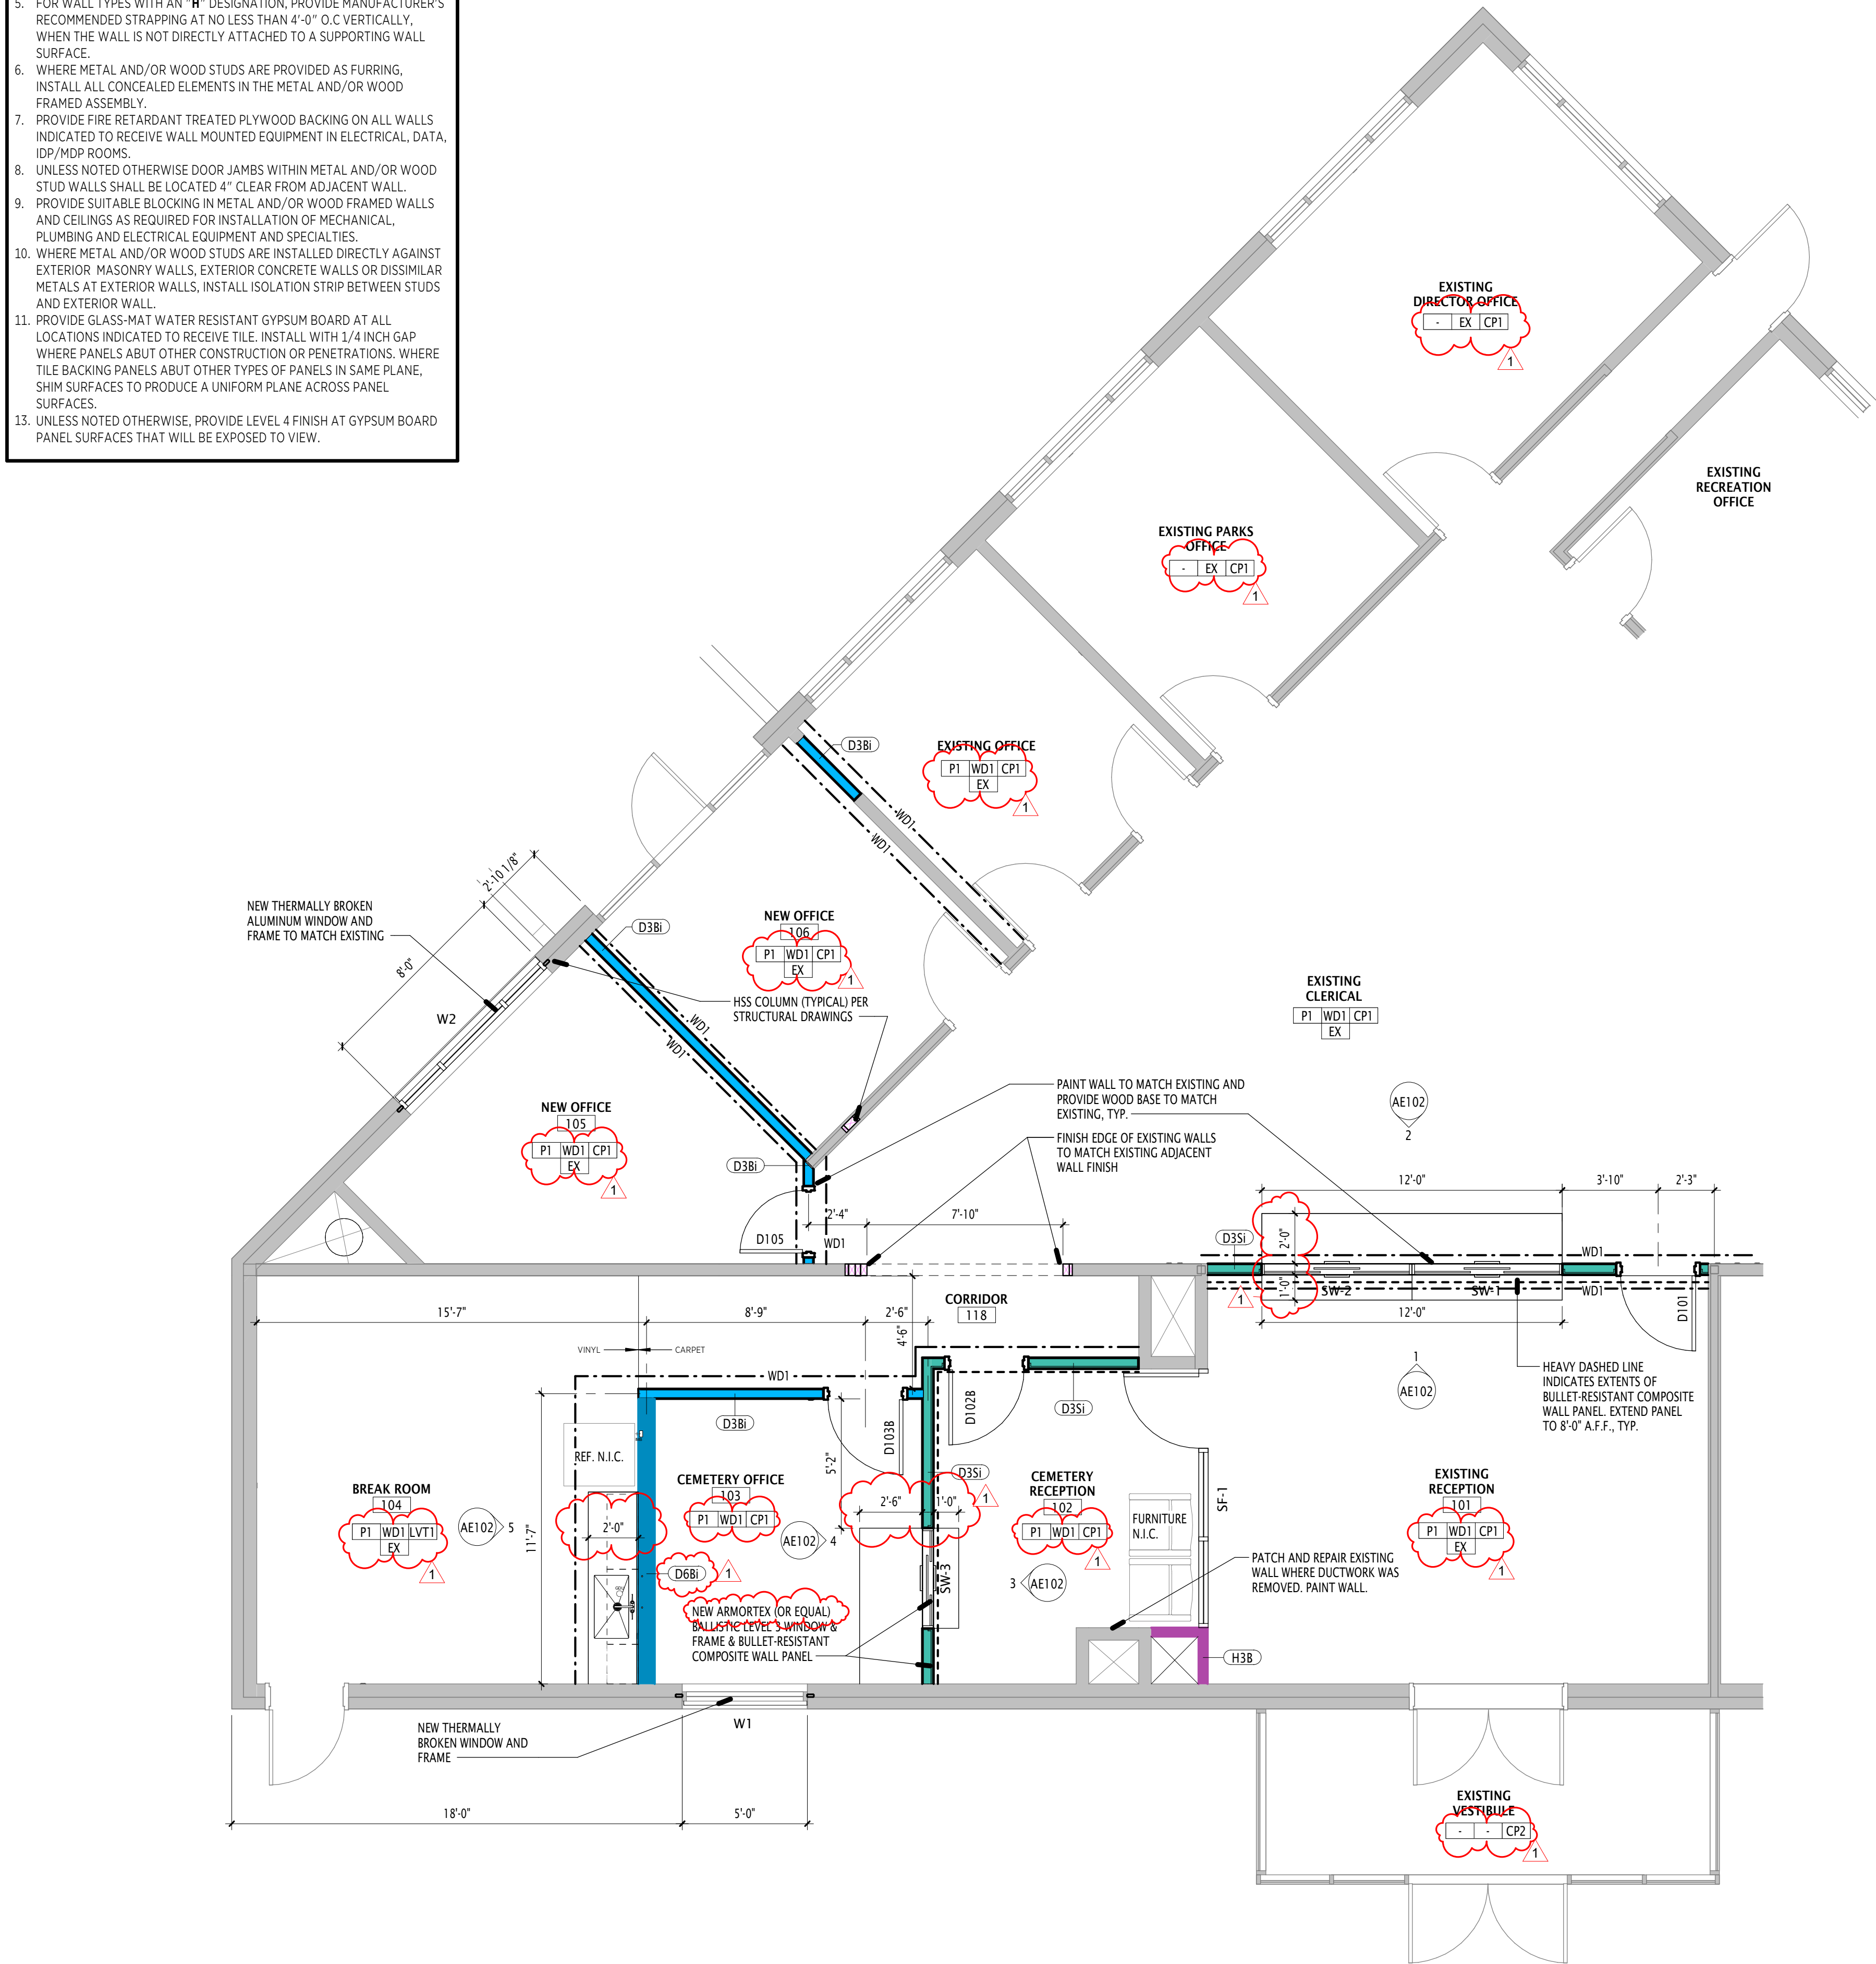 5. FOR WALL TYPES WITH AN "H" DESIGNATION, PROVIDE MANUFACTURER'S
RECOMMENDED STRAPPING AT NO LESS THAN 4'-0" O.C VERTICALLY,
WHEN THE WALL IS NOT DIRECTLY ATTACHED TO A SUPPORTING WALL
SURFACE.
6. WHERE METAL AND/OR WOOD STUDS ARE PROVIDED AS FURRING,
INSTALL ALL CONCEALED ELEMENTS IN THE METAL AND/OR WOOD
FRAMED ASSEMBLY.
7. PROVIDE FIRE RETARDANT TREATED PLYWOOD BACKING ON ALL WALLS
INDICATED TO RECEIVE WALL MOUNTED EQUIPMENT IN ELECTRICAL, DATA,
IDP/MDP ROOMS.
8. UNLESS NOTED OTHERWISE DOOR JAMBS WITHIN METAL AND/OR WOOD
STUD WALLS SHALL BE LOCATED 4" CLEAR FROM ADJACENT WALL.
9. PROVIDE SUITABLE BLOCKING IN METAL AND/OR WOOD FRAMED WALLS
AND CEILINGS AS REQUIRED FOR INSTALLATION OF MECHANICAL,
PLUMBING AND ELECTRICAL EQUIPMENT AND SPECIALTIES.
10. WHERE METAL AND/OR WOOD STUDS ARE INSTALLED DIRECTLY AGAINST
EXTERIOR MASONRY WALLS, EXTERIOR CONCRETE WALLS OR DISSIMILAR
METALS AT EXTERIOR WALLS, INSTALL ISOLATION STRIP BETWEEN STUDS
AND EXTERIOR WALL.
11. PROVIDE GLASS-MAT WATER RESISTANT GYPSUM BOARD AT ALL
LOCATIONS INDICATED TO RECEIVE TILE. INSTALL WITH 1/4 INCH GAP
WHERE PANELS ABUT OTHER CONSTRUCTION OR PENETRATIONS. WHERE
TILE BACKING PANELS ABUT OTHER TYPES OF PANELS IN SAME PLANE,
SHIM SURFACES TO PRODUCE A UNIFORM PLANE ACROSS PANEL
SURFACES.
13. UNLESS NOTED OTHERWISE, PROVIDE LEVEL 4 FINISH AT GYPSUM BOARD
PANEL SURFACES THAT WILL BE EXPOSED TO VIEW.
EXISTING
DIRECTOR OFFICE
- EX CP1
1
EXISTING
RECREATION
OFFICE
EXISTING PARKS
OFFICE
- EX CP1
1
D3Bi
EXISTING OFFICE
P1 WD1 CP1
EX
1
WD1
WD1
2'-10 1/8"
8'-0"
NEW THERMALLY BROKEN
ALUMINUM WINDOW AND
FRAME TO MATCH EXISTING
D3Bi
NEW OFFICE
106
P1 WD1 CP1
EX
1
HSS COLUMN (TYPICAL) PER
STRUCTURAL DRAWINGS
W2
WD1
WD1
EXISTING
CLERICAL
P1 WD1 CP1
EX
NEW OFFICE
105
P1 WD1 CP1
EX
1
D3Bi
PAINT WALL TO MATCH EXISTING AND
PROVIDE WOOD BASE TO MATCH
EXISTING, TYP.
FINISH EDGE OF EXISTING WALLS
TO MATCH EXISTING ADJACENT
WALL FINISH
AE102
2
12'-0"
3'-10"
2'-3"
2'-4"
7'-10"
D105
WD1
D3Si
2'-0"
1'-0"
1
WD1
SW-2
SW-1
WD1
12'-0"
D101
15'-7"
8'-9"
2'-6"
4'-6"
CORRIDOR
118
VINYL
CARPET
WD1
1
AE102
HEAVY DASHED LINE
INDICATES EXTENTS OF
BULLET-RESISTANT COMPOSITE
WALL PANEL. EXTEND PANEL
TO 8'-0" A.F.F., TYP.
D3Bi
D103B
D102B
D3Si
5'-2"
REF. N.I.C.
11'-7"
BREAK ROOM
104
P1 WD1 LVT1
EX
1
AE102
5
2'-0"
CEMETERY OFFICE
103
P1 WD1 CP1
AE102
4
2'-6"
1'-0"
D3Si
1
CEMETERY
RECEPTION
102
P1 WD1 CP1
1
3
AE102
FURNITURE
N.I.C.
SF-1
EXISTING
RECEPTION
101
P1 WD1 CP1
EX
1
D6Bi
1
SW-3
NEW ARMORTEX (OR EQUAL)
BALLISTIC LEVEL 3 WINDOW &
FRAME & BULLET-RESISTANT
COMPOSITE WALL PANEL
PATCH AND REPAIR EXISTING
WALL WHERE DUCTWORK WAS
REMOVED. PAINT WALL.
H3B
W1
NEW THERMALLY
BROKEN WINDOW AND
FRAME
18'-0"
5'-0"
EXISTING
VESTIBULE
- - CP2
1